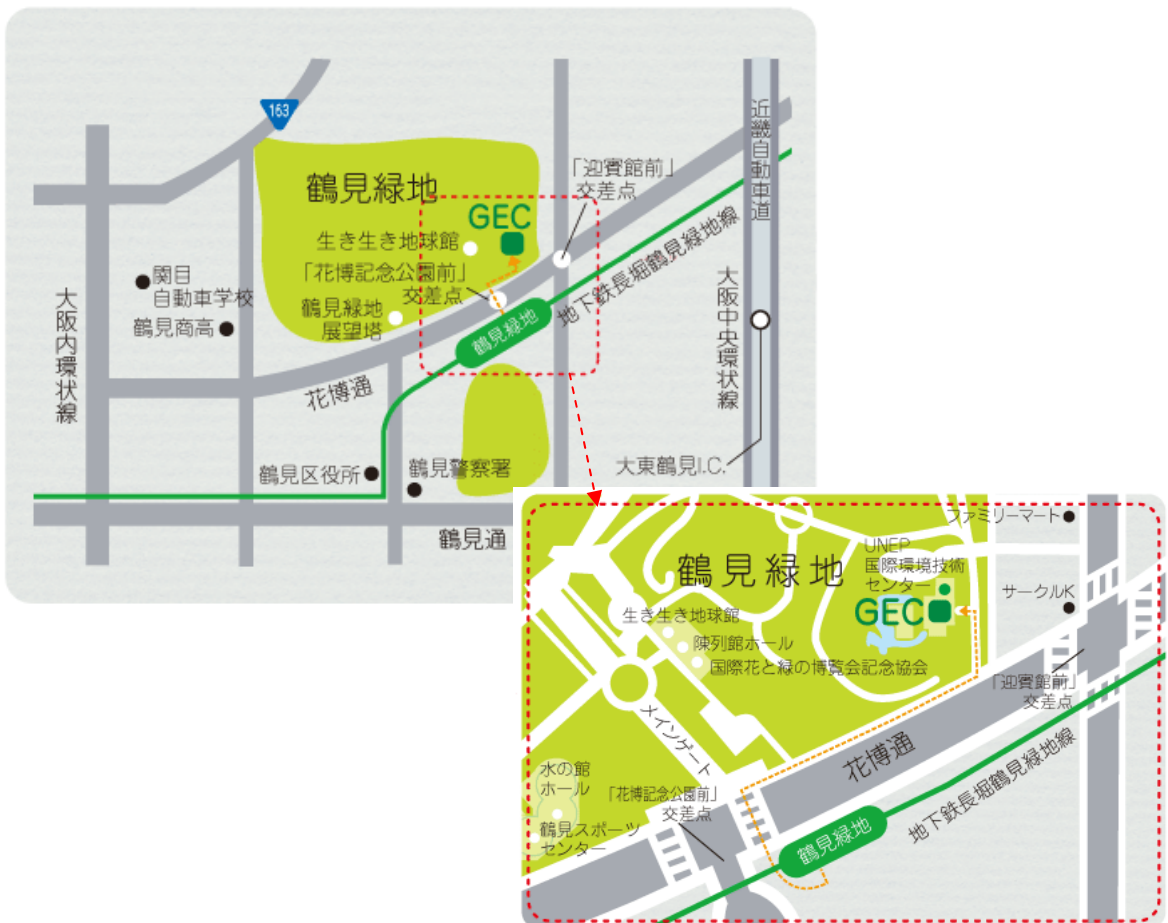 163
近畿自動車道
鶴見緑地
「迎賓館前」
交差点
GEC
生き生き地球館
「花博記念公園前」
交差点
鶴見緑地
展望塔
関目
自動車学校
鶴見商高
大阪内環状線
鶴見緑地
地下鉄長堀鶴見緑地線
大阪中央環状線
花博通
鶴見区役所
鶴見警察署
大東鶴見I.C.
鶴見通
ファミリーマート
鶴見緑地
UNEP
国際環境技術
センター
GEC
サークルK
生き生き地球館
陳列館ホール
国際花と緑の博覧会記念協会
「迎賓館前」
交差点
メインゲート
花博通
水の館
ホール
「花博記念公園前」
交差点
鶴見スポーツ
センター
鶴見緑地
地下鉄長堀鶴見緑地線